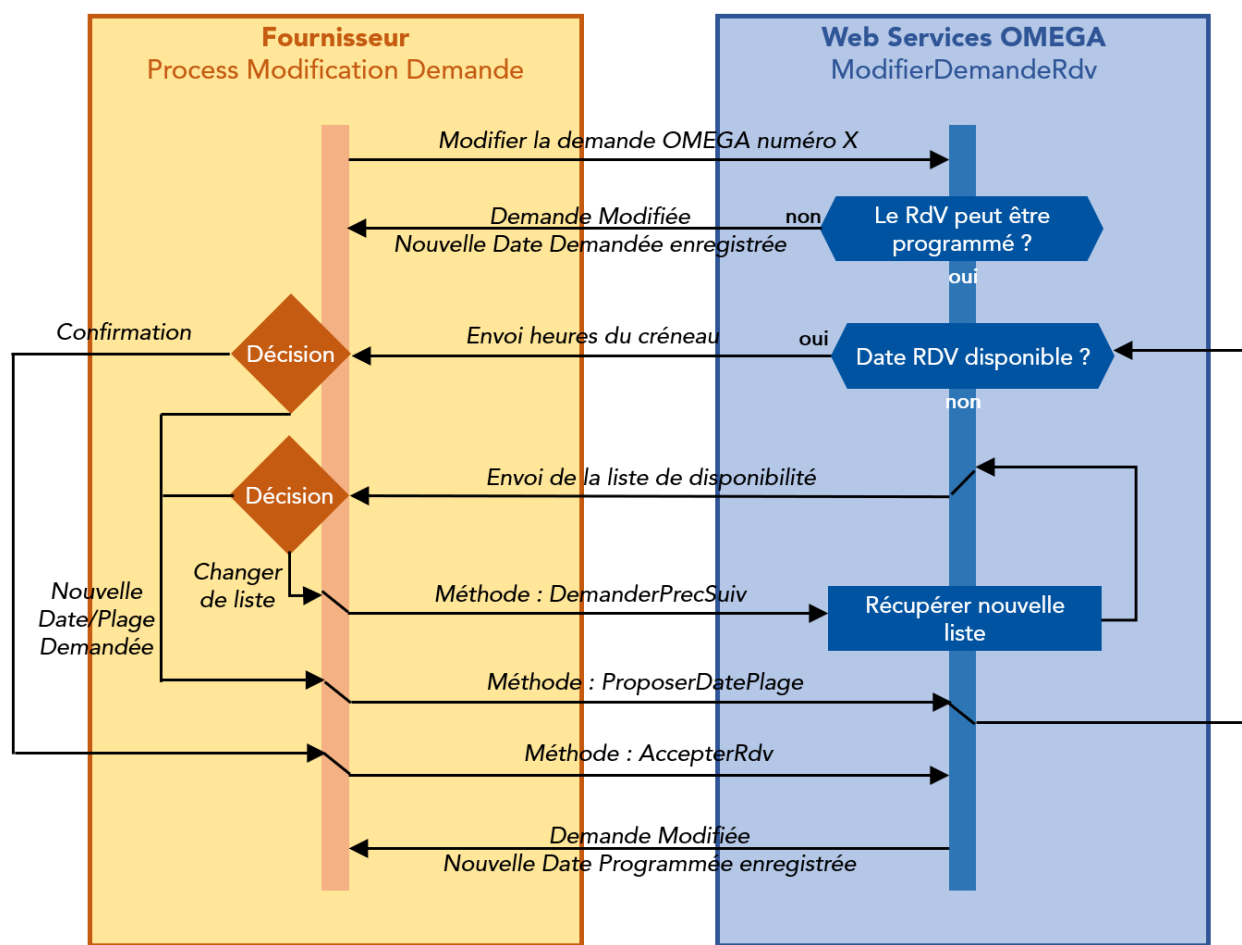 Fournisseur
Process Modification Demande
Web Services OMEGA
ModifierDemandeRdv
Modifier la demande OMEGA numéro X
Demande Modifiée
Nouvelle Date Demandée enregistrée
non
Le RdV peut être
programmé ?
oui
Confirmation
Décision
Envoi heures du créneau
oui
Date RDV disponible ?
non
Décision
Envoi de la liste de disponibilité
Changer
de liste
Méthode : DemanderPrecSuiv
Récupérer nouvelle
liste
Nouvelle
Date/Plage
Demandée
Méthode : ProposerDatePlage
Méthode : AccepterRdv
Demande Modifiée
Nouvelle Date Programmée enregistrée